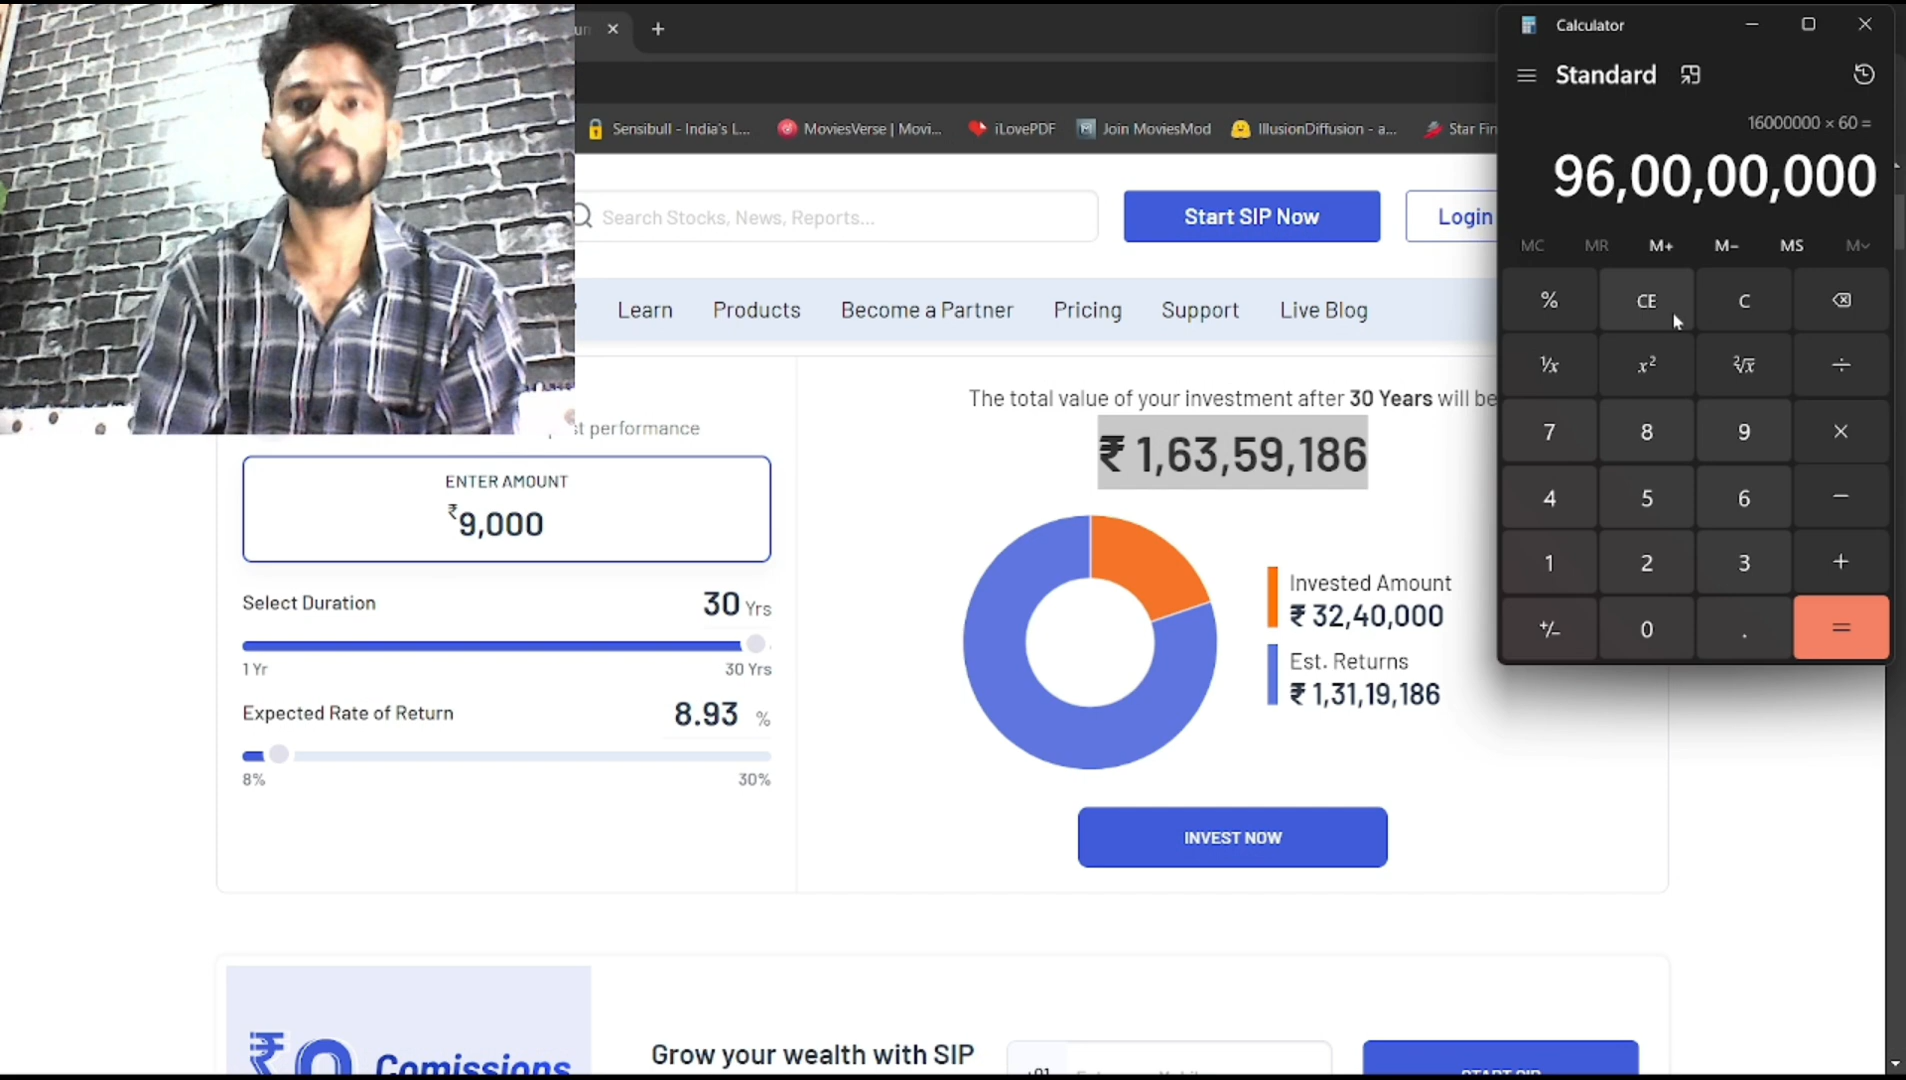 Calculator
Standard
16000000 × 60 =
96,00,00,000
MC MR M+ M− MS M
% CE C
¹/x x² ²√x ÷
7 8 9 ×
4 5 6 −
1 2 3 +
+/− 0 . =
Sensibull - India's L... MoviesVerse | Movi... iLovePDF Join MoviesMod IllusionDiffusion - a... Star Fin
Search Stocks, News, Reports...
Start SIP Now
Login
Learn Products Become a Partner Pricing Support Live Blog
performance
ENTER AMOUNT
₹9,000
Select Duration 30 Yrs
1 Yr 30 Yrs
Expected Rate of Return 8.93 %
8% 30%
The total value of your investment after 30 Years will be
₹ 1,63,59,186
Invested Amount
₹ 32,40,000
Est. Returns
₹ 1,31,19,186
INVEST NOW
₹0 Comissions
Grow your wealth with SIP
START SIP